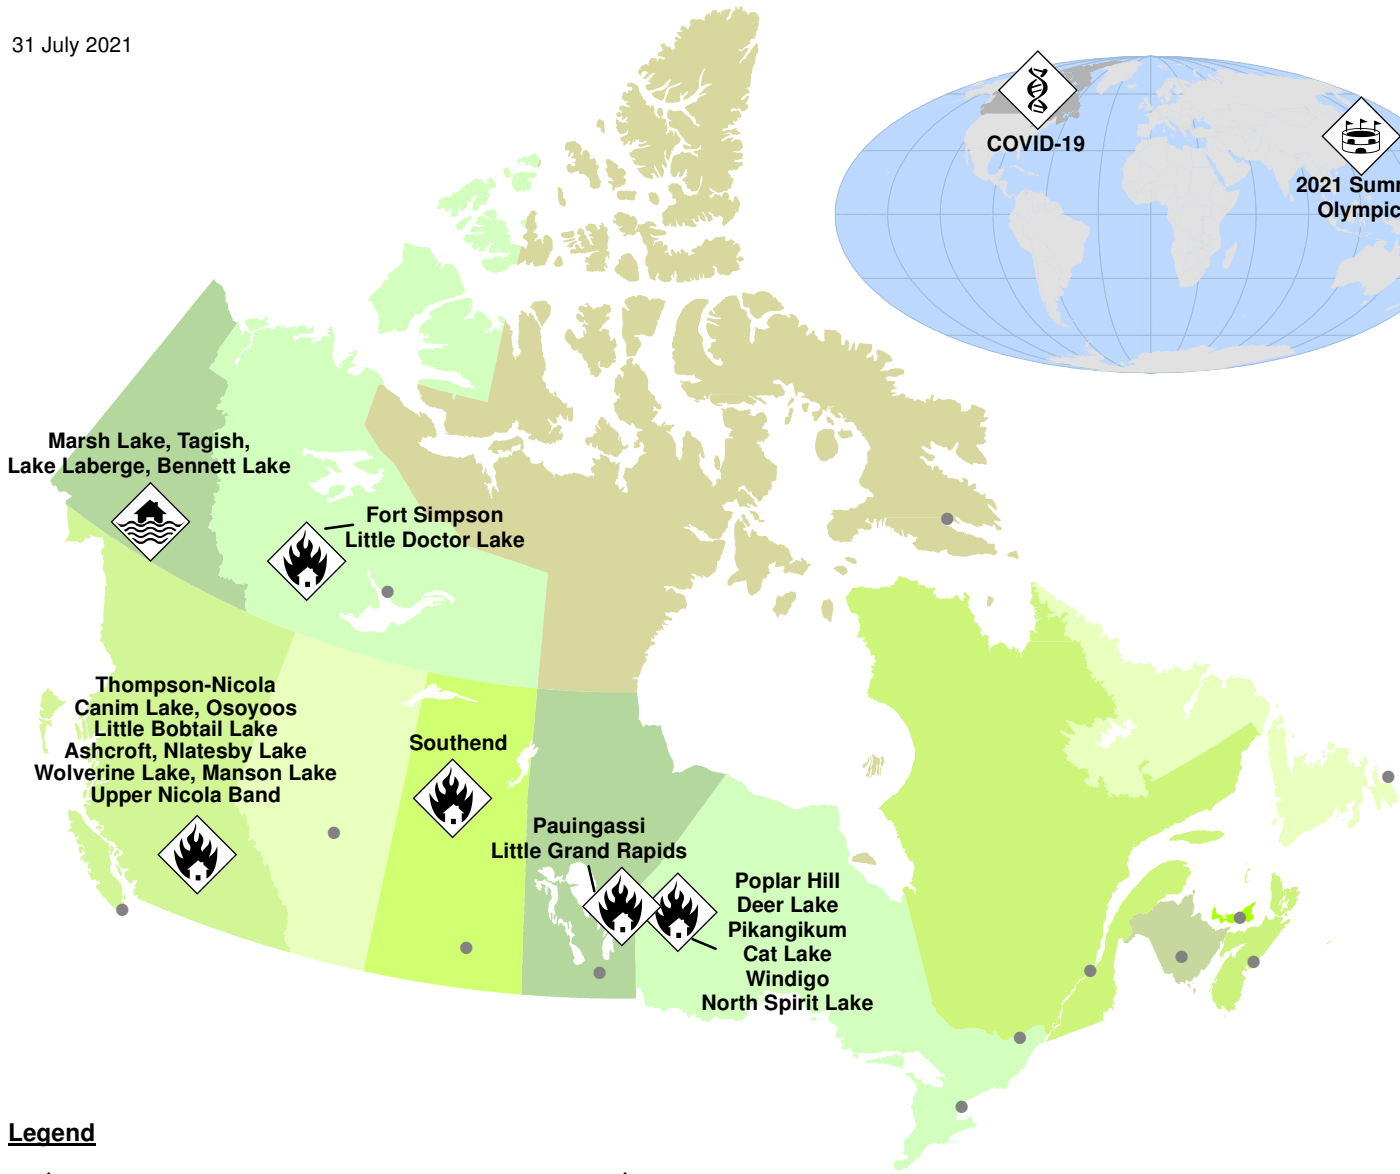 31 July 2021
COVID-19
2021 Summ
Olympic
Marsh Lake, Tagish,
Lake Laberge, Bennett Lake
Fort Simpson
Little Doctor Lake
Thompson-Nicola
Canim Lake, Osoyoos
Little Bobtail Lake
Ashcroft, Nlatesby Lake
Wolverine Lake, Manson Lake
Upper Nicola Band
Southend
Pauingassi
Little Grand Rapids
Poplar Hill
Deer Lake
Pikangikum
Cat Lake
Windigo
North Spirit Lake
Legend